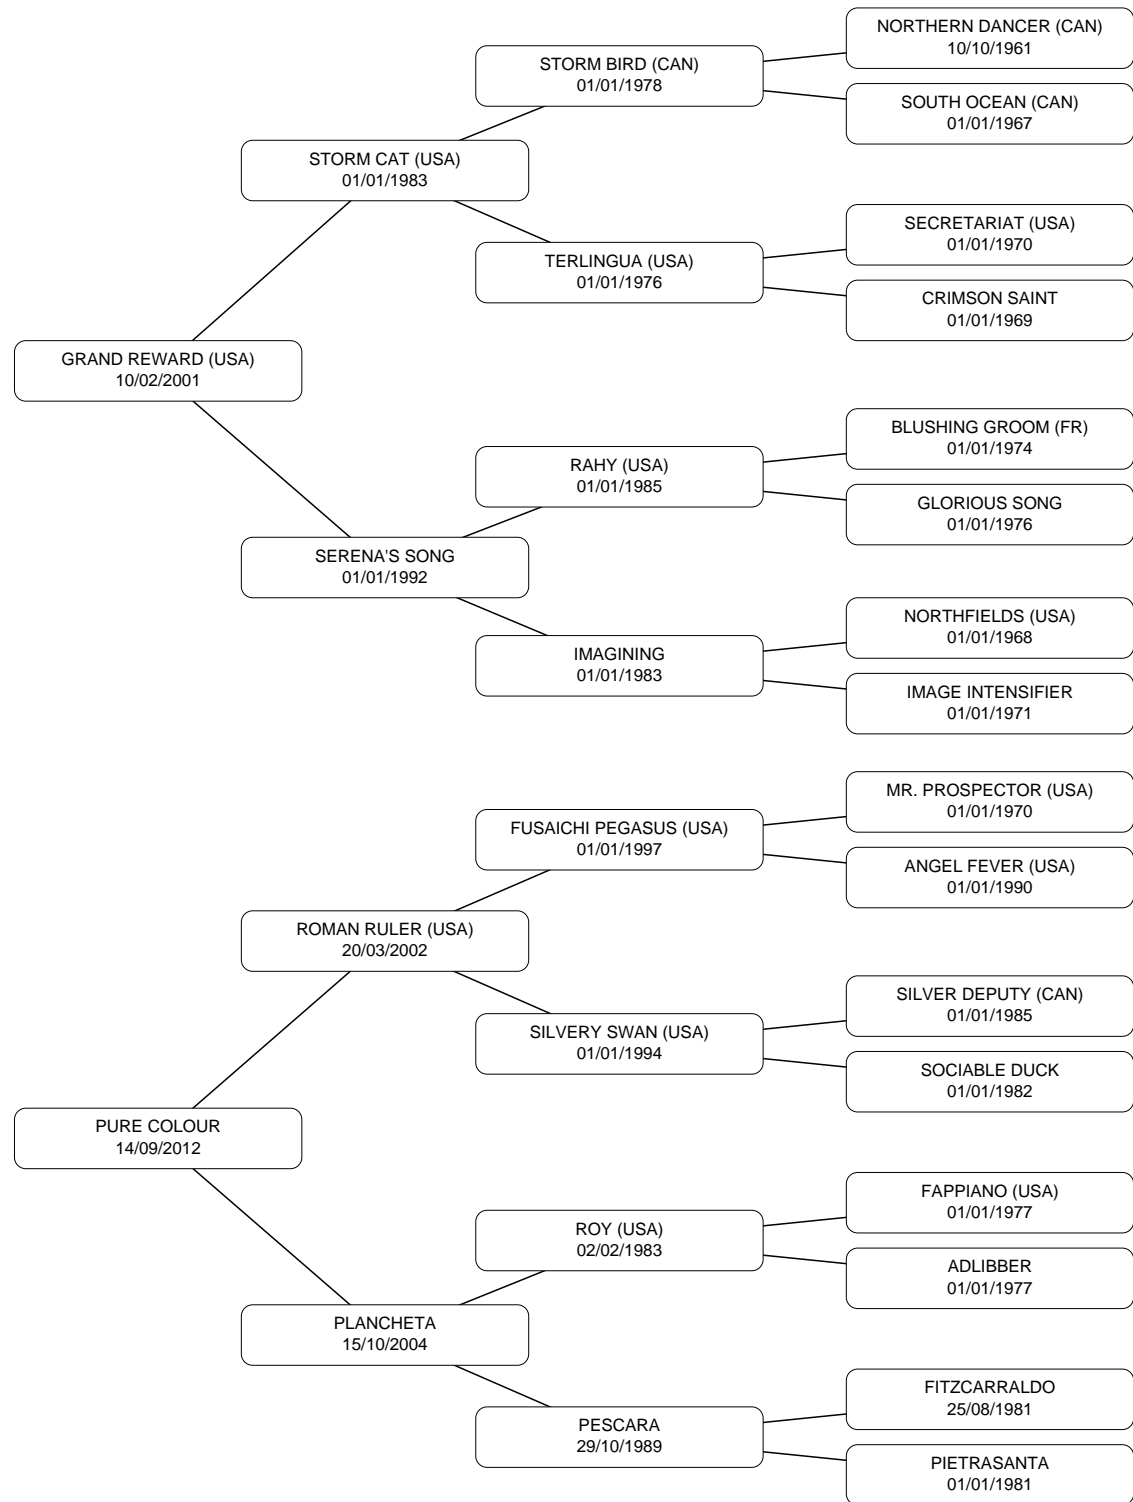 NORTHERN DANCER (CAN)
10/10/1961
STORM BIRD (CAN)
01/01/1978
SOUTH OCEAN (CAN)
01/01/1967
STORM CAT (USA)
01/01/1983
SECRETARIAT (USA)
01/01/1970
TERLINGUA (USA)
01/01/1976
CRIMSON SAINT
01/01/1969
GRAND REWARD (USA)
10/02/2001
BLUSHING GROOM (FR)
01/01/1974
RAHY (USA)
01/01/1985
GLORIOUS SONG
01/01/1976
SERENA'S SONG
01/01/1992
NORTHFIELDS (USA)
01/01/1968
IMAGINING
01/01/1983
IMAGE INTENSIFIER
01/01/1971
MR. PROSPECTOR (USA)
01/01/1970
FUSAICHI PEGASUS (USA)
01/01/1997
ANGEL FEVER (USA)
01/01/1990
ROMAN RULER (USA)
20/03/2002
SILVER DEPUTY (CAN)
01/01/1985
SILVERY SWAN (USA)
01/01/1994
SOCIABLE DUCK
01/01/1982
PURE COLOUR
14/09/2012
FAPPIANO (USA)
01/01/1977
ROY (USA)
02/02/1983
ADLIBBER
01/01/1977
PLANCHETA
15/10/2004
FITZCARRALDO
25/08/1981
PESCARA
29/10/1989
PIETRASANTA
01/01/1981